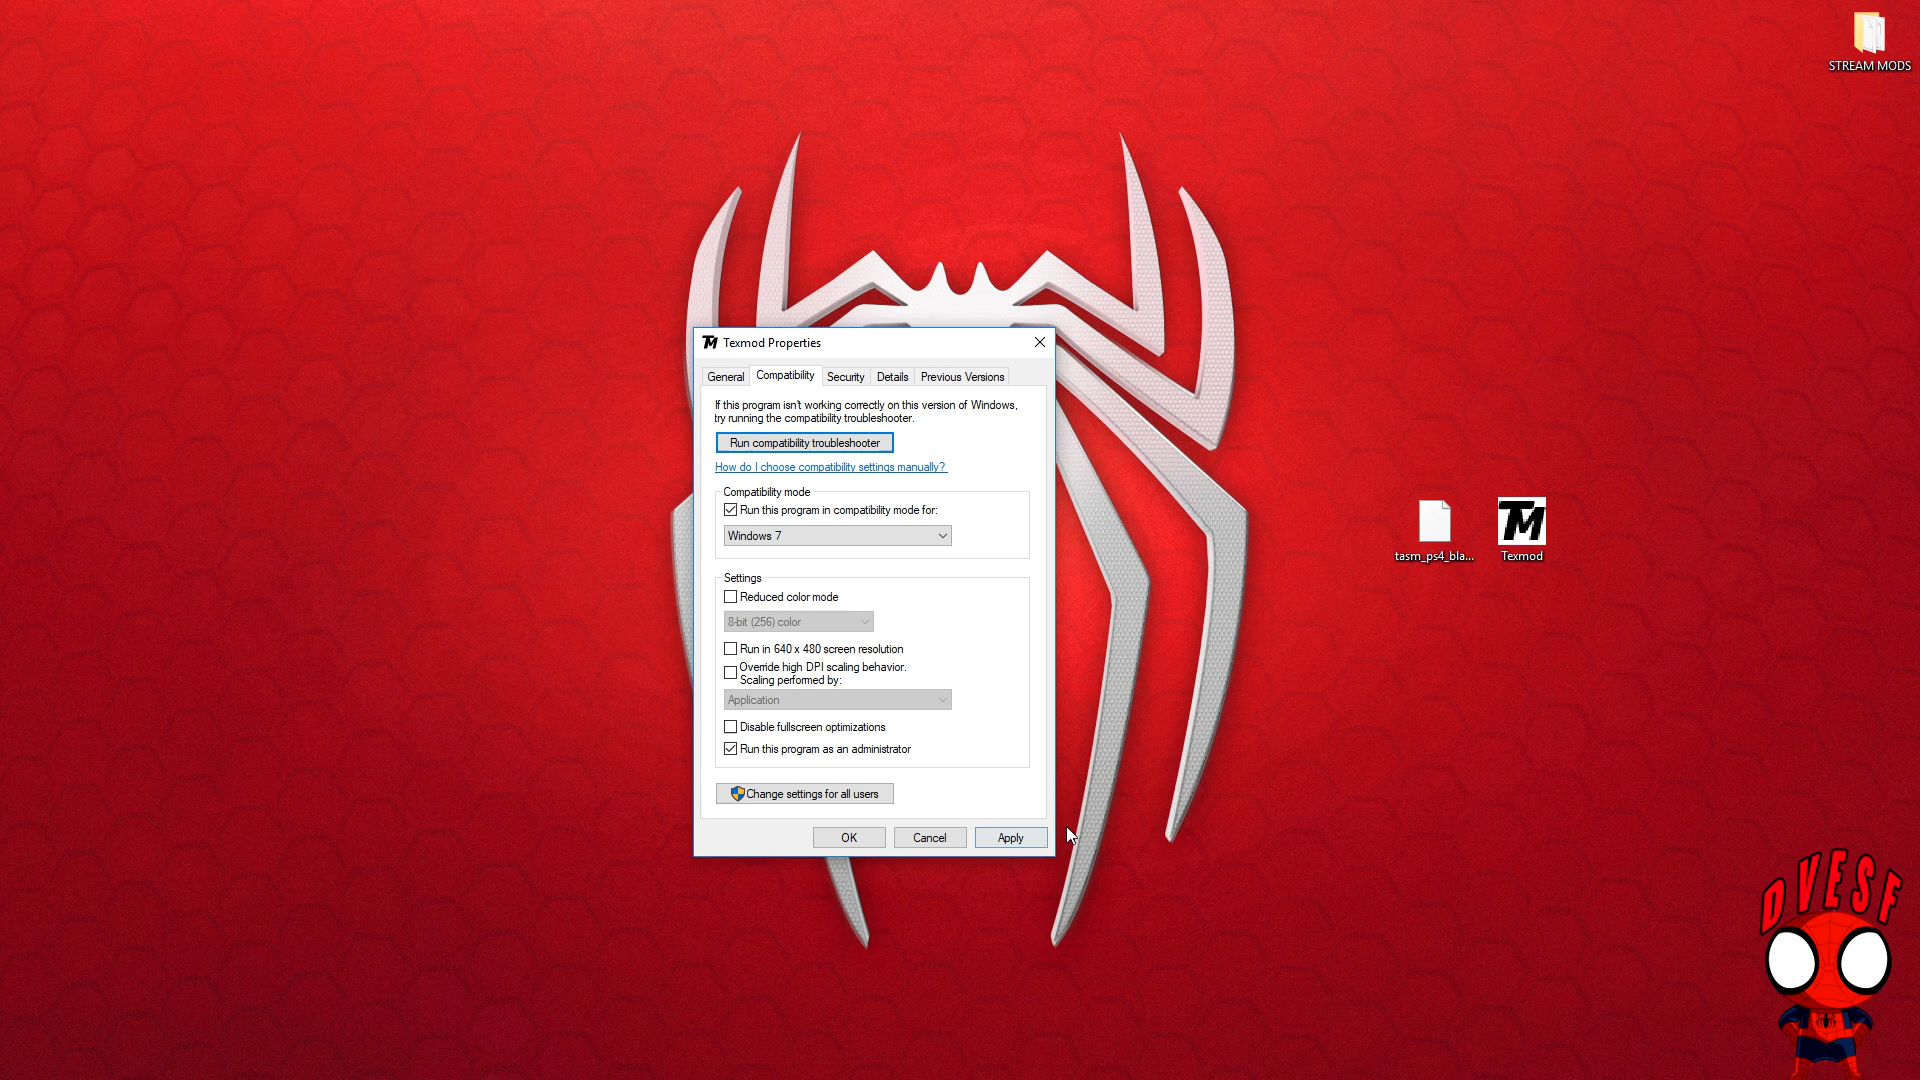 STREAM MODS
TM Texmod Properties
General Compatibility Security Details Previous Versions
If this program isn't working correctly on this version of Windows,
try running the compatibility troubleshooter.
Run compatibility troubleshooter
How do I choose compatibility settings manually?
Compatibility mode
Run this program in compatibility mode for:
Windows 7
Settings
Reduced color mode
8-bit (256) color
Run in 640 x 480 screen resolution
Override high DPI scaling behavior.
Scaling performed by:
Application
Disable fullscreen optimizations
Run this program as an administrator
Change settings for all users
OK Cancel Apply
TM
tasm_ps4_bla... Texmod
DVESF